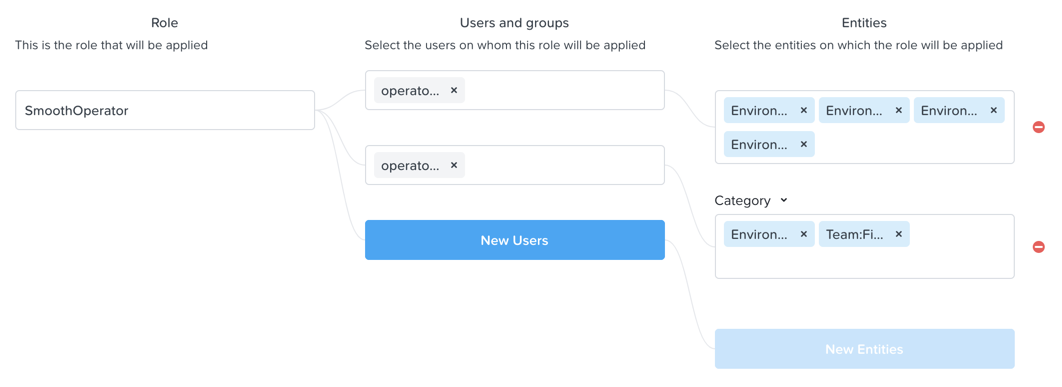 Role
This is the role that will be applied
SmoothOperator
Users and groups
Select the users on whom this role will be applied
operato... ×
operato... ×
New Users
Entities
Select the entities on which the role will be applied
Environ... × Environ... × Environ... ×
Environ... ×
Category
Environ... × Team:Fi... ×
New Entities